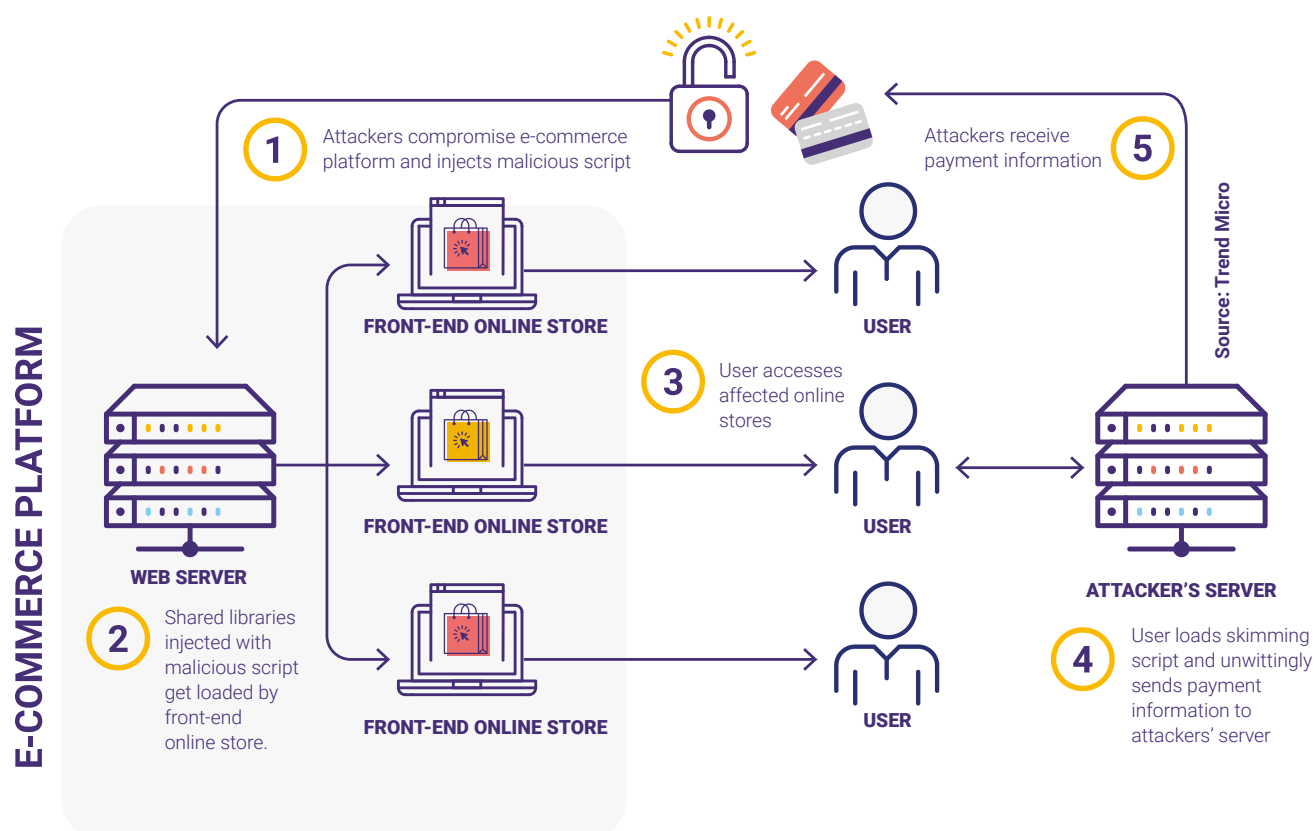 1
Attackers compromise e-commerce
platform and injects malicious script
Attackers receive
payment information
5
E-COMMERCE PLATFORM
FRONT-END ONLINE STORE
USER
Source: Trend Micro
3
User accesses
affected online
stores
FRONT-END ONLINE STORE
USER
WEB SERVER
ATTACKER'S SERVER
2
Shared libraries
injected with
malicious script
get loaded by
front-end
online store.
FRONT-END ONLINE STORE
USER
4
User loads skimming
script and unwittingly
sends payment
information to
attackers' server